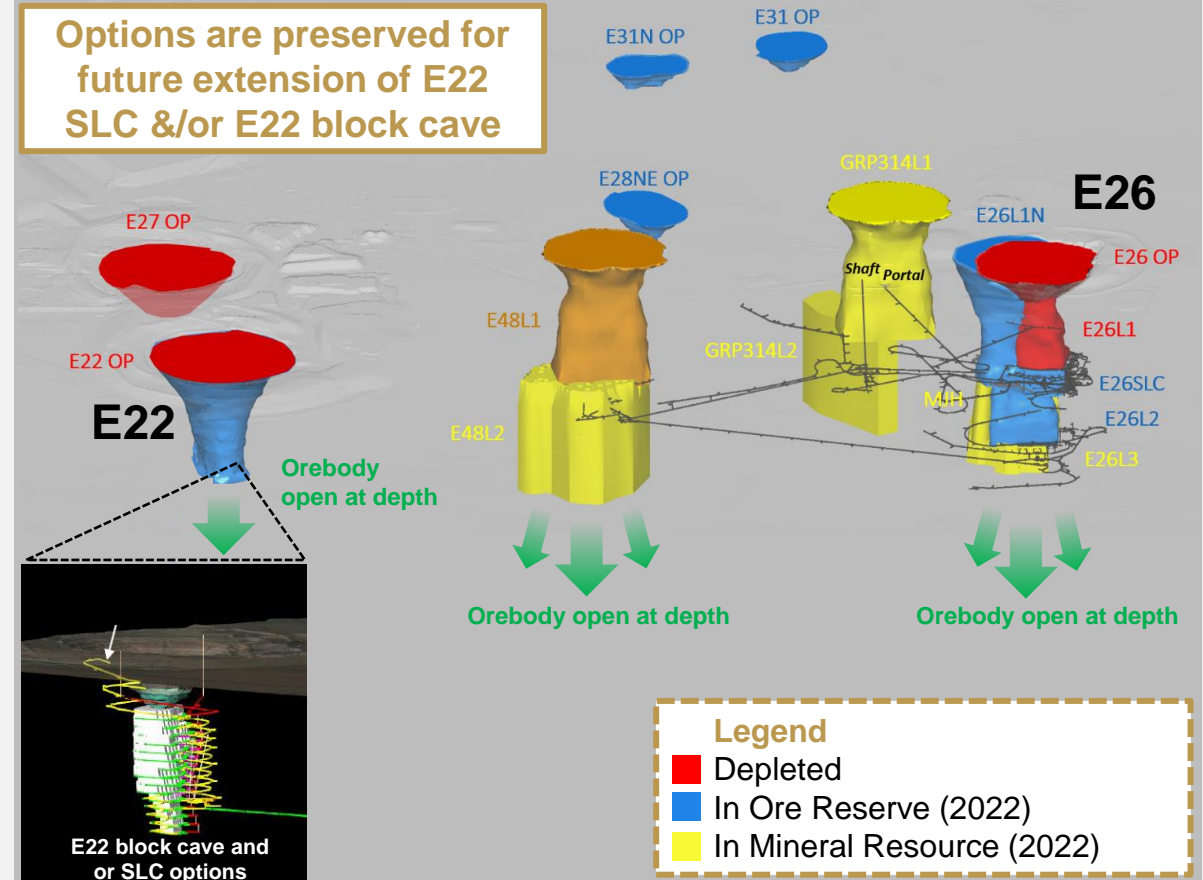 Options are preserved for
future extension of E22
SLC &/or E22 block cave
E31N OP
E31 OP
E28NE OP
GRP314L1
E26
E26L1N
E27 OP
E26 OP
Shaft Portal
E48L1
E26L1
E22 OP
GRP314L2
E26SLC
E22
MJH
E26L2
E48L2
E26L3
Orebody
open at depth
Orebody open at depth
Orebody open at depth
E22 block cave and
or SLC options
Legend
Depleted
In Ore Reserve (2022)
In Mineral Resource (2022)